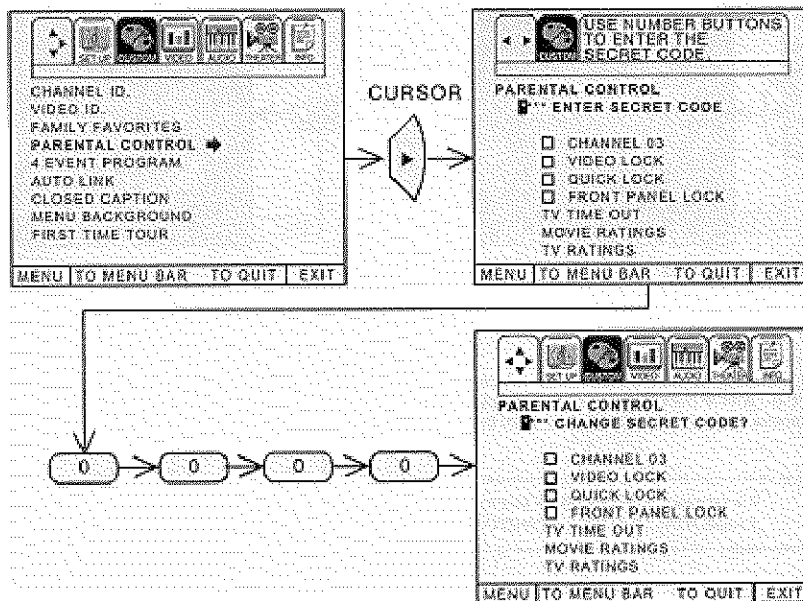 SET UP CUSTOM VIDEO AUDIO THEATER INFO
CHANNEL ID.
VIDEO ID.
FAMILY FAVORITES
PARENTAL CONTROL
4 EVENT PROGRAM
AUTO LINK
CLOSED CAPTION
MENU BACKGROUND
FIRST TIME TOUR
MENU TO MENU BAR TO QUIT EXIT
CURSOR
USE NUMBER BUTTONS
TO ENTER THE
SECRET CODE.
PARENTAL CONTROL
*** ENTER SECRET CODE
CHANNEL 03
VIDEO LOCK
QUICK LOCK
FRONT PANEL LOCK
TV TIME OUT
MOVIE RATINGS
TV RATINGS
MENU TO MENU BAR TO QUIT EXIT
0 0 0 0
SET UP VIDEO AUDIO THEATER INFO
PARENTAL CONTROL
*** CHANGE SECRET CODE?
CHANNEL 03
VIDEO LOCK
QUICK LOCK
FRONT PANEL LOCK
TV TIME OUT
MOVIE RATINGS
TV RATINGS
MENU TO MENU BAR TO QUIT EXIT